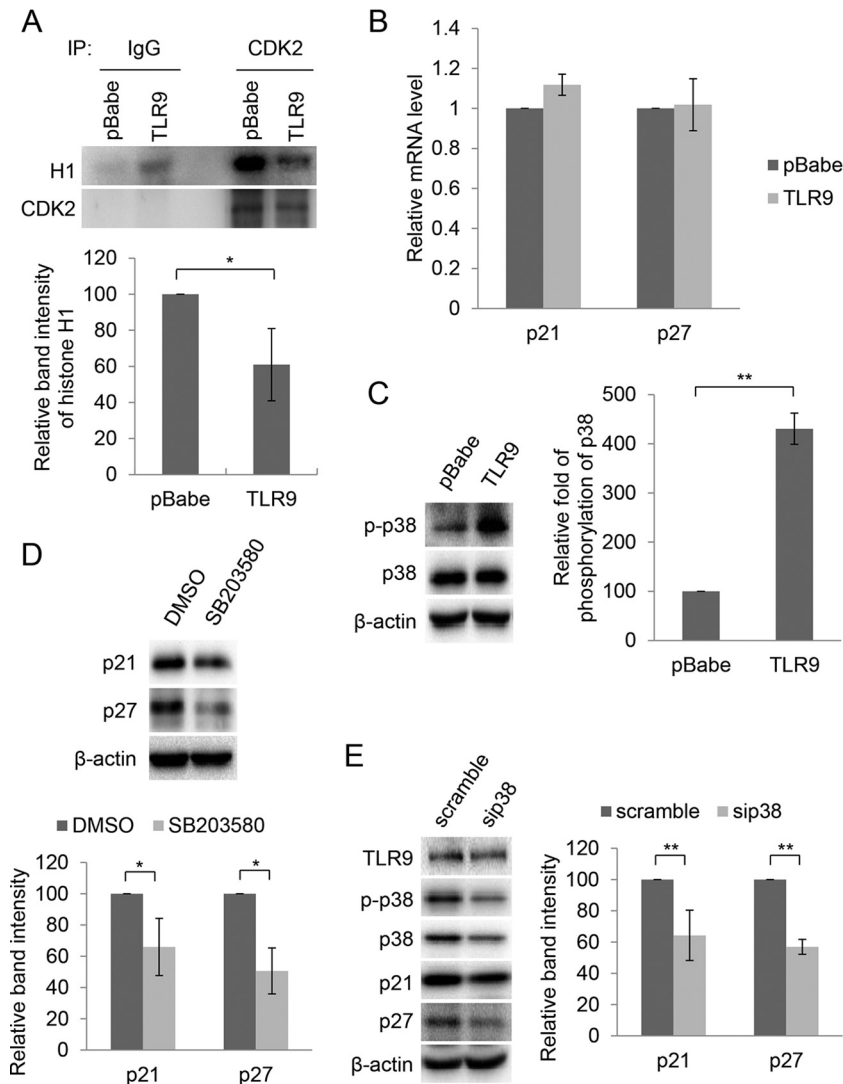 A
IP: IgG CDK2
pBabe TLR9 pBabe TLR9
H1
CDK2
Relative band intensity
of histone H1
120
100
80
60
40
20
0
*
pBabe TLR9
B
Relative mRNA level
1.4
1.2
1
0.8
0.6
0.4
0.2
0
p21 p27
pBabe
TLR9
C
pBabe TLR9
p-p38
p38
β-actin
Relative fold of
phosphorylation of p38
500
400
300
200
100
0
**
pBabe TLR9
D
DMSO SB203580
p21
p27
β-actin
DMSO SB203580
Relative band intensity
120
100
80
60
40
20
0
* *
p21 p27
E
scramble sip38
TLR9
p-p38
p38
p21
p27
β-actin
scramble sip38
Relative band intensity
120
100
80
60
40
20
0
** **
p21 p27